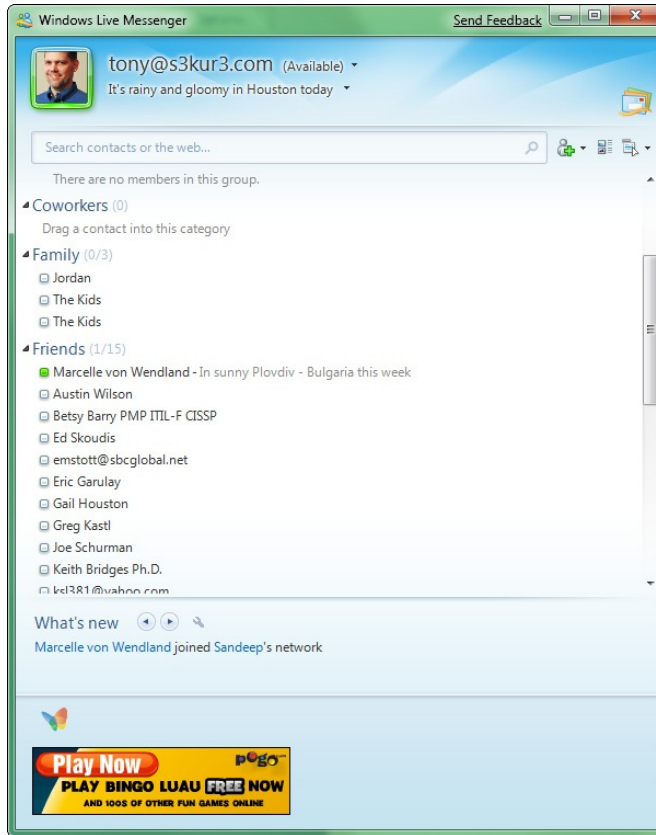 Windows Live Messenger
Send Feedback
tony@s3kur3.com (Available)
It's rainy and gloomy in Houston today
Search contacts or the web...
There are no members in this group.
Coworkers (0)
Drag a contact into this category
Family (0/3)
Jordan
The Kids
The Kids
Friends (1/15)
Marcelle von Wendland - In sunny Plovdiv - Bulgaria this week
Austin Wilson
Betsy Barry PMP ITIL-F CISSP
Ed Skoudis
emstott@sbcglobal.net
Eric Garulay
Gail Houston
Greg Kastl
Joe Schurman
Keith Bridges Ph.D.
ksl381@yahoo.com
What's new
Marcelle von Wendland joined Sandeep's network
Play Now
pogo
PLAY BINGO LUAU FREE NOW
AND 100S OF OTHER FUN GAMES ONLINE